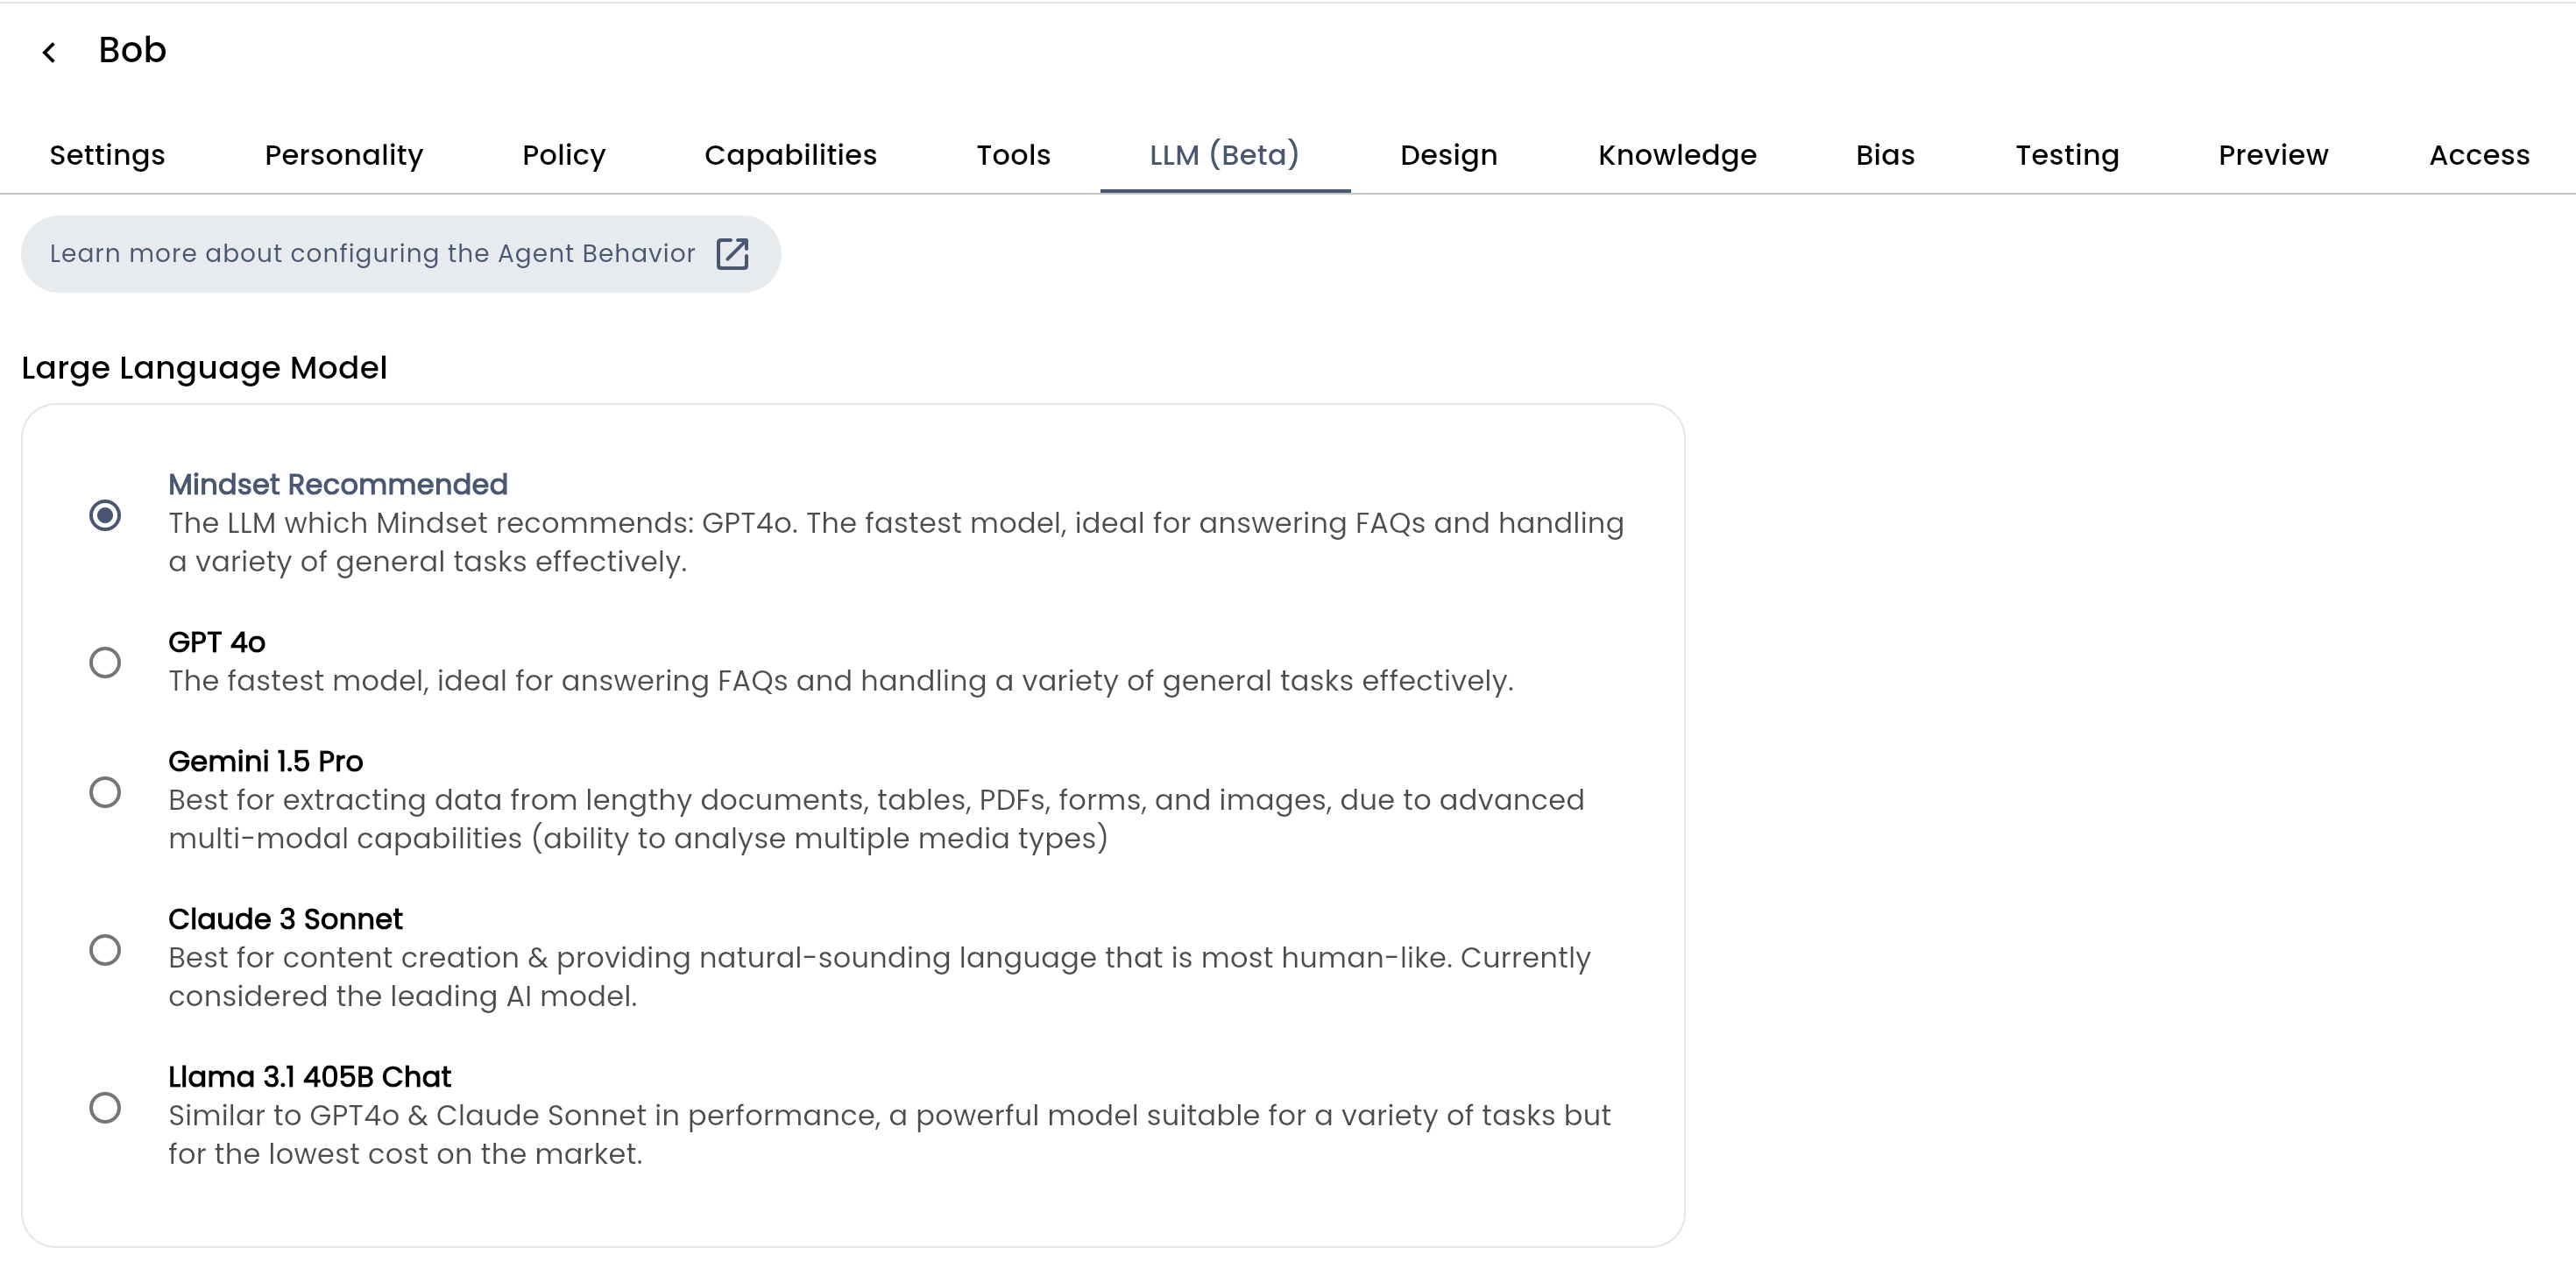 Bob
Settings Personality Policy Capabilities Tools LLM (Beta) Design Knowledge Bias Testing Preview Access
Learn more about configuring the Agent Behavior
Large Language Model
Mindset Recommended
The LLM which Mindset recommends: GPT4o. The fastest model, ideal for answering FAQs and handling
a variety of general tasks effectively.
GPT 4o
The fastest model, ideal for answering FAQs and handling a variety of general tasks effectively.
Gemini 1.5 Pro
Best for extracting data from lengthy documents, tables, PDFs, forms, and images, due to advanced
multi-modal capabilities (ability to analyse multiple media types)
Claude 3 Sonnet
Best for content creation & providing natural-sounding language that is most human-like. Currently
considered the leading AI model.
Llama 3.1 405B Chat
Similar to GPT4o & Claude Sonnet in performance, a powerful model suitable for a variety of tasks but
for the lowest cost on the market.